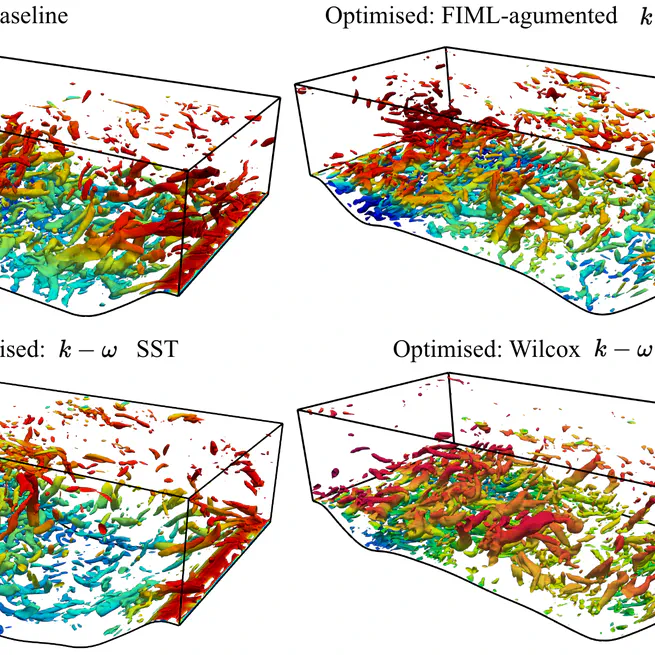 aseline
Optimised: FIML-agumented k
ised: k − ω SST
Optimised: Wilcox k − ω